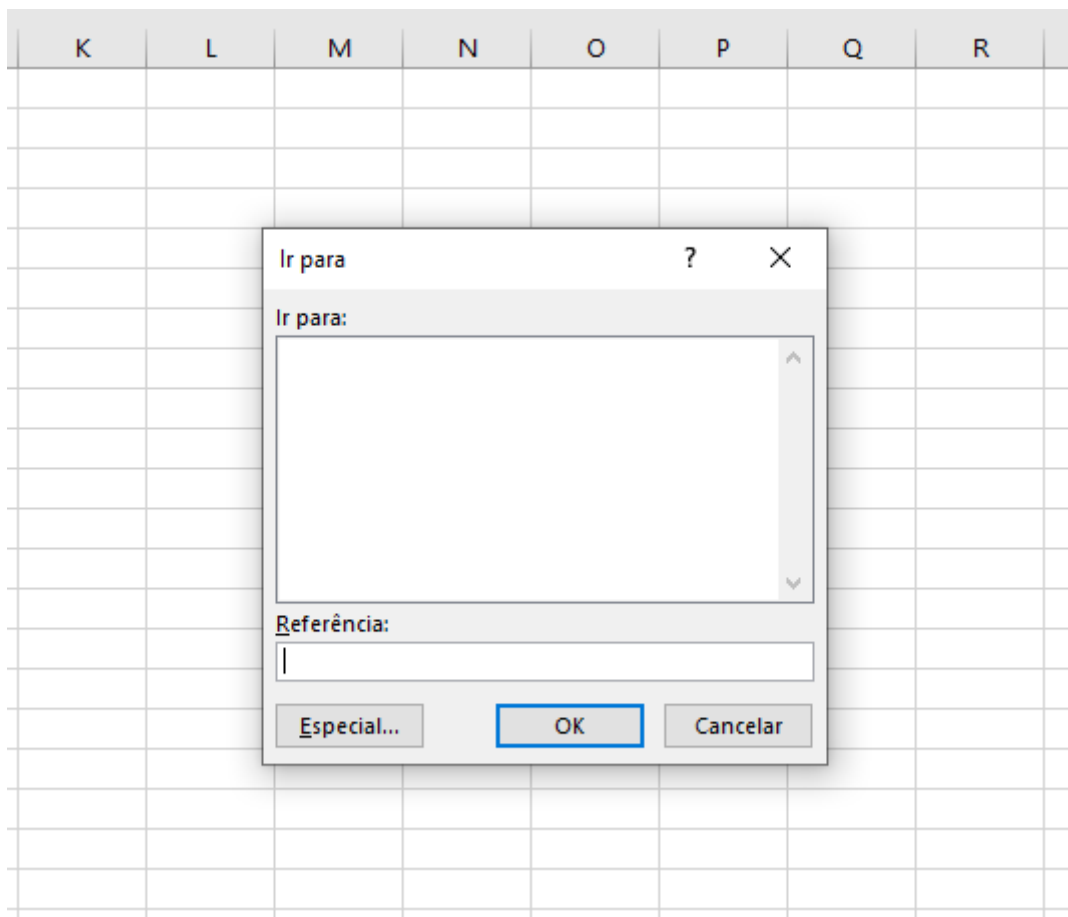 K L M N O P Q R
Ir para ?
Ir para:
Referência:
Especial... OK Cancelar